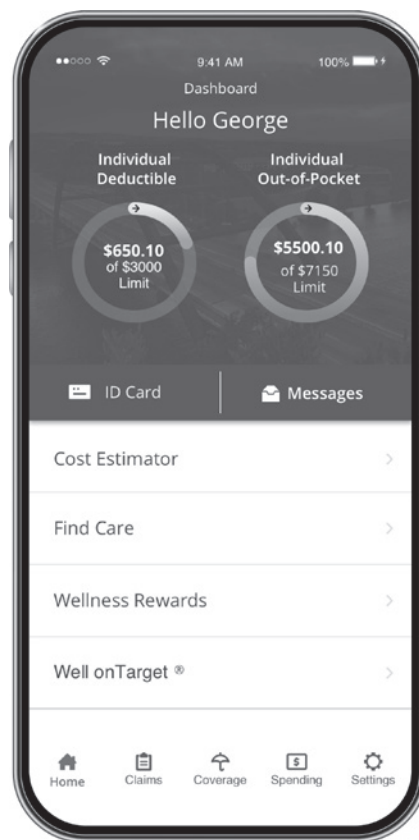 9:41 AM
100%
Dashboard
Hello George
Individual
Deductible
Individual
Out-of-Pocket
$650.10
of $3000
Limit
$5500.10
of $7150
Limit
ID Card
Messages
Cost Estimator
Find Care
Wellness Rewards
Well onTarget ®
Home
Claims
Coverage
Spending
Settings